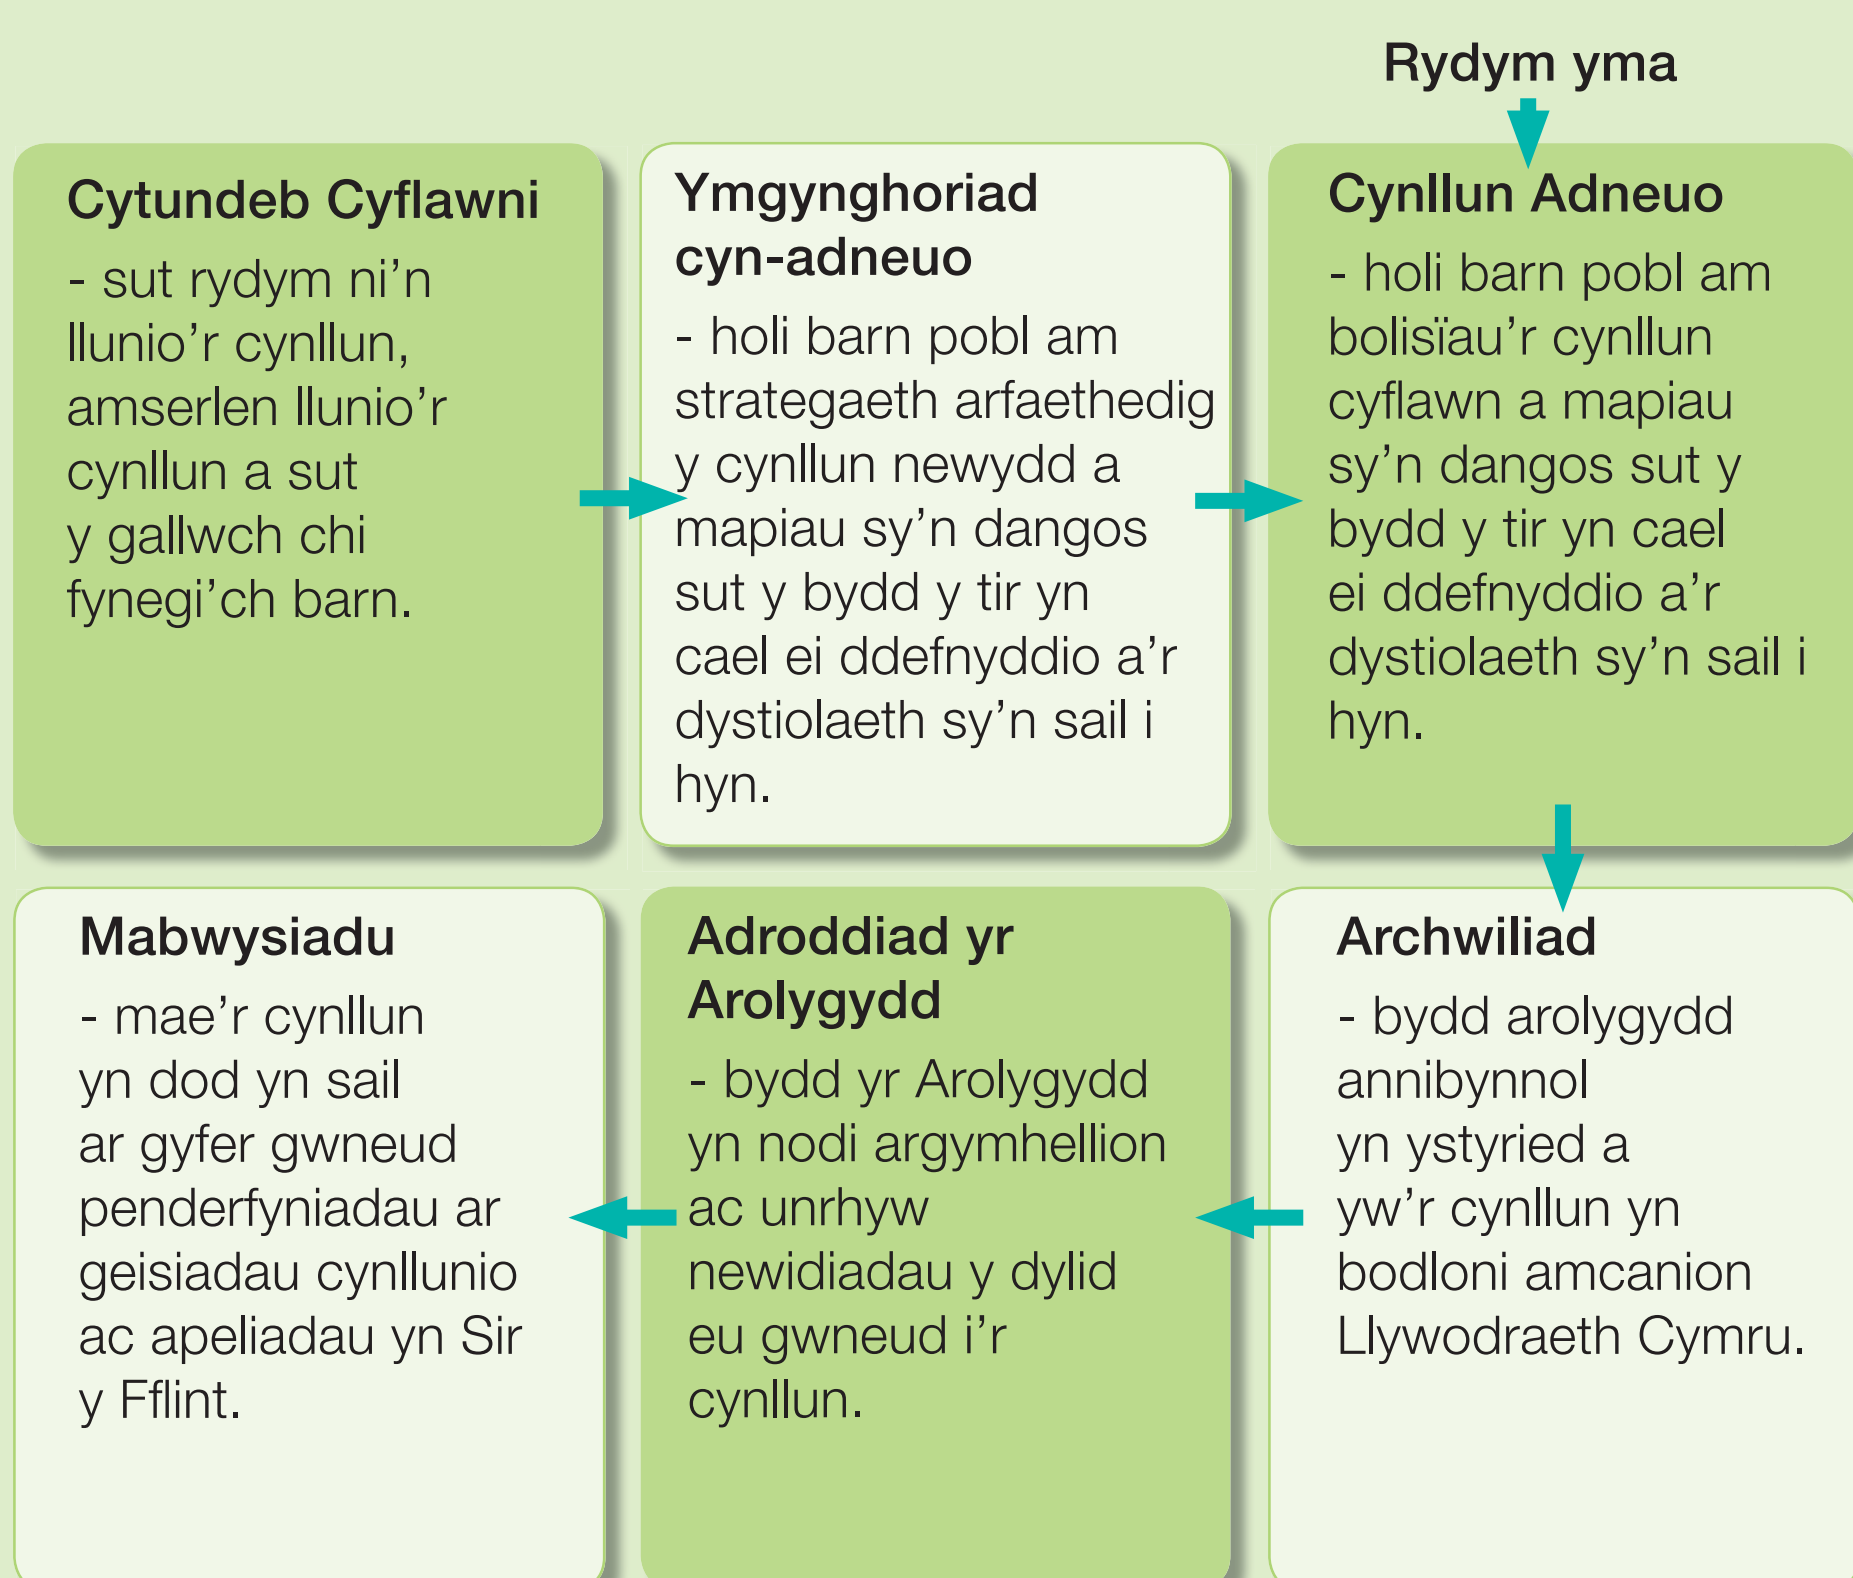 Rydym yma
Cytundeb Cyflawni
- sut rydym ni’n
llunio’r cynllun,
amserlen llunio’r
cynllun a sut
y gallwch chi
fynegi’ch barn.
Ymgynghoriad
cyn-adneuo
- holi barn pobl am
strategaeth arfaethedig
y cynllun newydd a
mapiau sy’n dangos
sut y bydd y tir yn
cael ei ddefnyddio a’r
dystiolaeth sy’n sail i
hyn.
Cynllun Adneuo
- holi barn pobl am
bolisïau’r cynllun
cyflawn a mapiau
sy’n dangos sut y
bydd y tir yn cael
ei ddefnyddio a’r
dystiolaeth sy’n sail i
hyn.
Archwiliad
- bydd arolygydd
annibynnol
yn ystyried a
yw’r cynllun yn
bodloni amcanion
Llywodraeth Cymru.
Adroddiad yr
Arolygydd
- bydd yr Arolygydd
yn nodi argymhellion
ac unrhyw
newidiadau y dylid
eu gwneud i’r
cynllun.
Mabwysiadu
- mae’r cynllun
yn dod yn sail
ar gyfer gwneud
penderfyniadau ar
geisiadau cynllunio
ac apeliadau yn Sir
y Fflint.